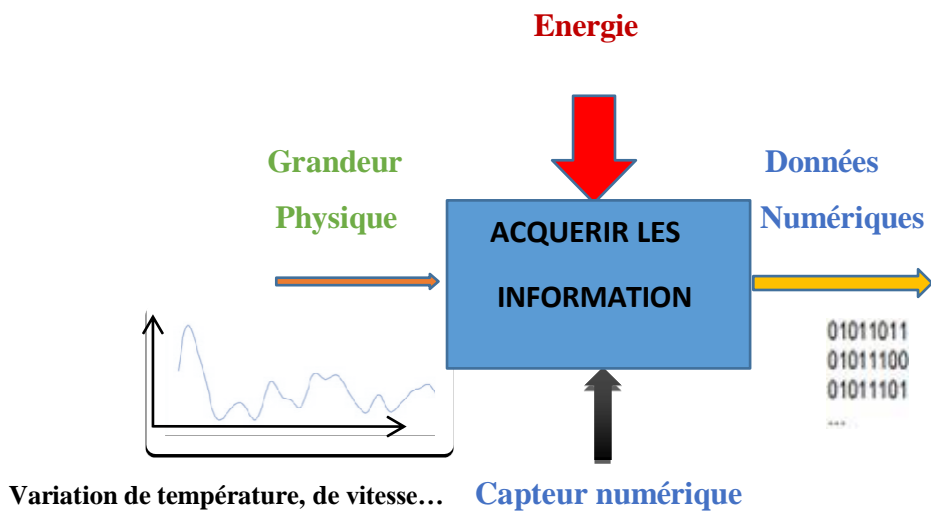 Energie
Grandeur
Physique
Données
Numériques
ACQUERIR LES
INFORMATION
01011011
01011100
01011101
...
Variation de température, de vitesse…
Capteur numérique